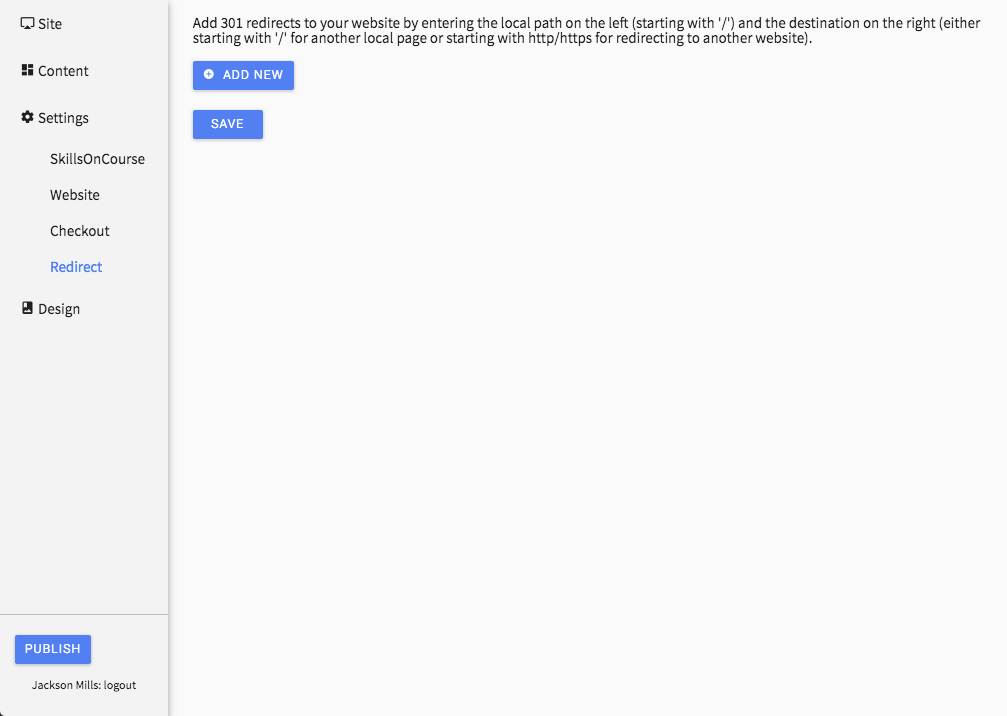 Site
Content
Settings
SkillsOnCourse
Website
Checkout
Redirect
Design
PUBLISH
Jackson Mills: logout
Add 301 redirects to your website by entering the local path on the left (starting with '/') and the destination on the right (either
starting with '/' for another local page or starting with http/https for redirecting to another website).
ADD NEW
SAVE